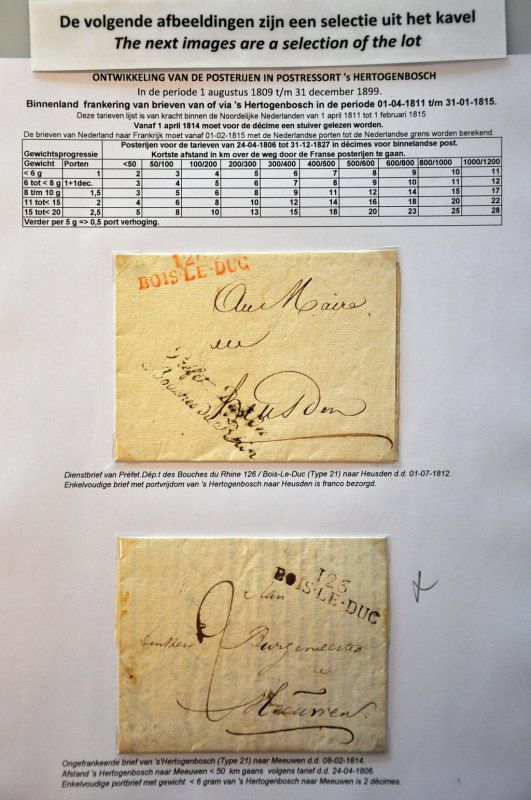 De volgende afbeeldingen zijn een selectie uit het kavel
The next images are a selection of the lot
ONTWIKKELING VAN DE POSTERIJEN IN POSTRESSORT 's HERTOGENBOSCH
In de periode 1 augustus 1809 t/m 31 december 1899.
Binnenland frankering van brieven van of via 's Hertogenbosch in de periode 01-04-1811 t/m 31-01-1815.
Deze tarieven lijst is van kracht binnen de Noordelijke Nederlanden van 1 april 1811 tot 1 februari 1815
Vanaf 1 april 1814 moet voor de décime een stuiver gelezen worden.
De brieven van Nederland naar Frankrijk moet vanaf 01-02-1815 met de Nederlandse porten tot de Nederlandse grens worden berekend.
Posterijen voor de tarieven van 24-04-1806 tot 31-12-1827 in décimes voor binnenlandse post.
Gewichtsprogressie Kortste afstand in km over de weg door de Franse posterijen te gaan.
Gewichten Porten <50 50/100 100/200 200/300 300/400 400/500 500/600 600/800 800/1000 1000/1200
< 6 g 1 2 3 4 5 6 7 8 9 10 11
6 tot < 8 g 1+1dec. 3 4 5 6 7 8 9 10 11 12
8 t/m 10 g 1,5 3 5 6 8 9 11 12 14 15 17
11 tot< 15 2 4 6 8 10 12 14 16 18 20 22
15 tot< 20 2,5 5 8 10 13 15 18 20 23 25 28
Verder per 5 g => 0,5 port verhoging.
126
BOIS-LE-DUC
Au Maire
en
Heusden
Préfet
Bouches du Rhin
Dienstbrief van Préfet.Dép.t des Bouches du Rhine 126 / Bois-Le-Duc (Type 21) naar Heusden d.d. 01-07-1812.
Enkelvoudige brief met portvrijdom van 's Hertogenbosch naar Heusden is franco bezorgd.
126
BOIS-LE-DUC
2
Aan
Burgemeester
Meeuwen
Ongefrankeerde brief van 's'Hertogenbosch (Type 21) naar Meeuwen d.d. 08-02-1814.
Afstand 's Hertogenbosch naar Meeuwen < 50 km gaans volgens tarief d.d. 24-04-1806.
Enkelvoudige portbrief met gewicht < 6 gram van 's Hertogenbosch naar Meeuwen is 2 décimes.